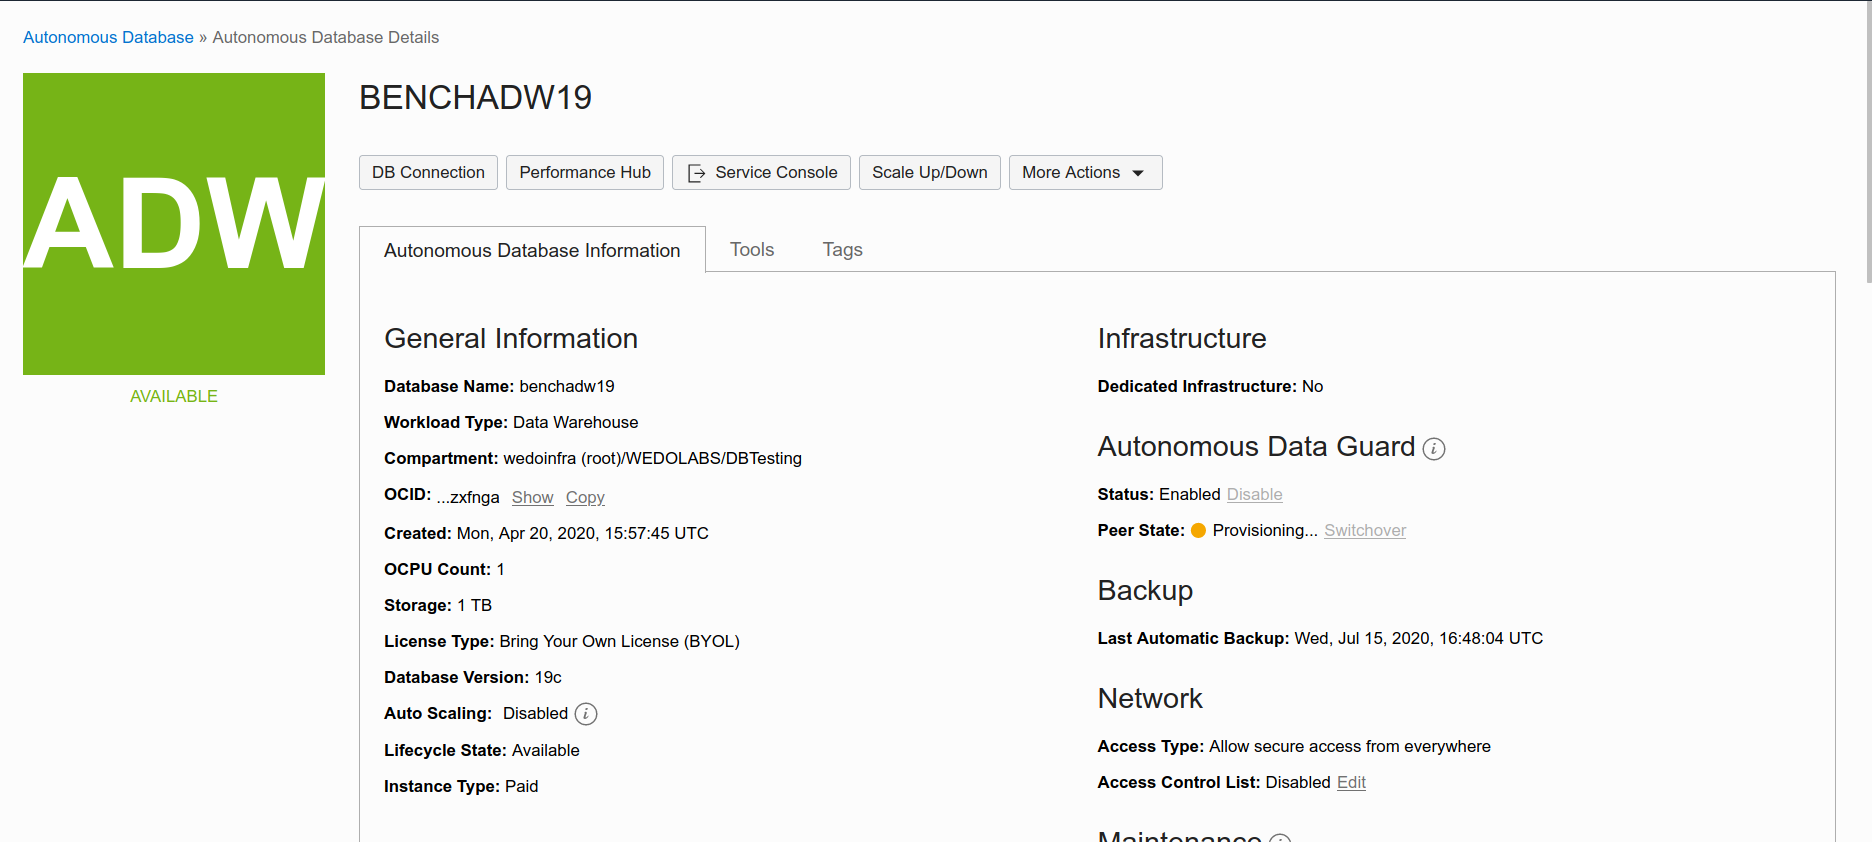 Autonomous Database » Autonomous Database Details
ADW
AVAILABLE
BENCHADW19
DB Connection Performance Hub Service Console Scale Up/Down More Actions
Autonomous Database Information Tools Tags
General Information
Database Name: benchadw19
Workload Type: Data Warehouse
Compartment: wedoinfra (root)/WEDOLABS/DBTesting
OCID: ...zxfnga Show Copy
Created: Mon, Apr 20, 2020, 15:57:45 UTC
OCPU Count: 1
Storage: 1 TB
License Type: Bring Your Own License (BYOL)
Database Version: 19c
Auto Scaling: Disabled i
Lifecycle State: Available
Instance Type: Paid
Infrastructure
Dedicated Infrastructure: No
Autonomous Data Guard i
Status: Enabled Disable
Peer State: Provisioning... Switchover
Backup
Last Automatic Backup: Wed, Jul 15, 2020, 16:48:04 UTC
Network
Access Type: Allow secure access from everywhere
Access Control List: Disabled Edit
Maintenance i